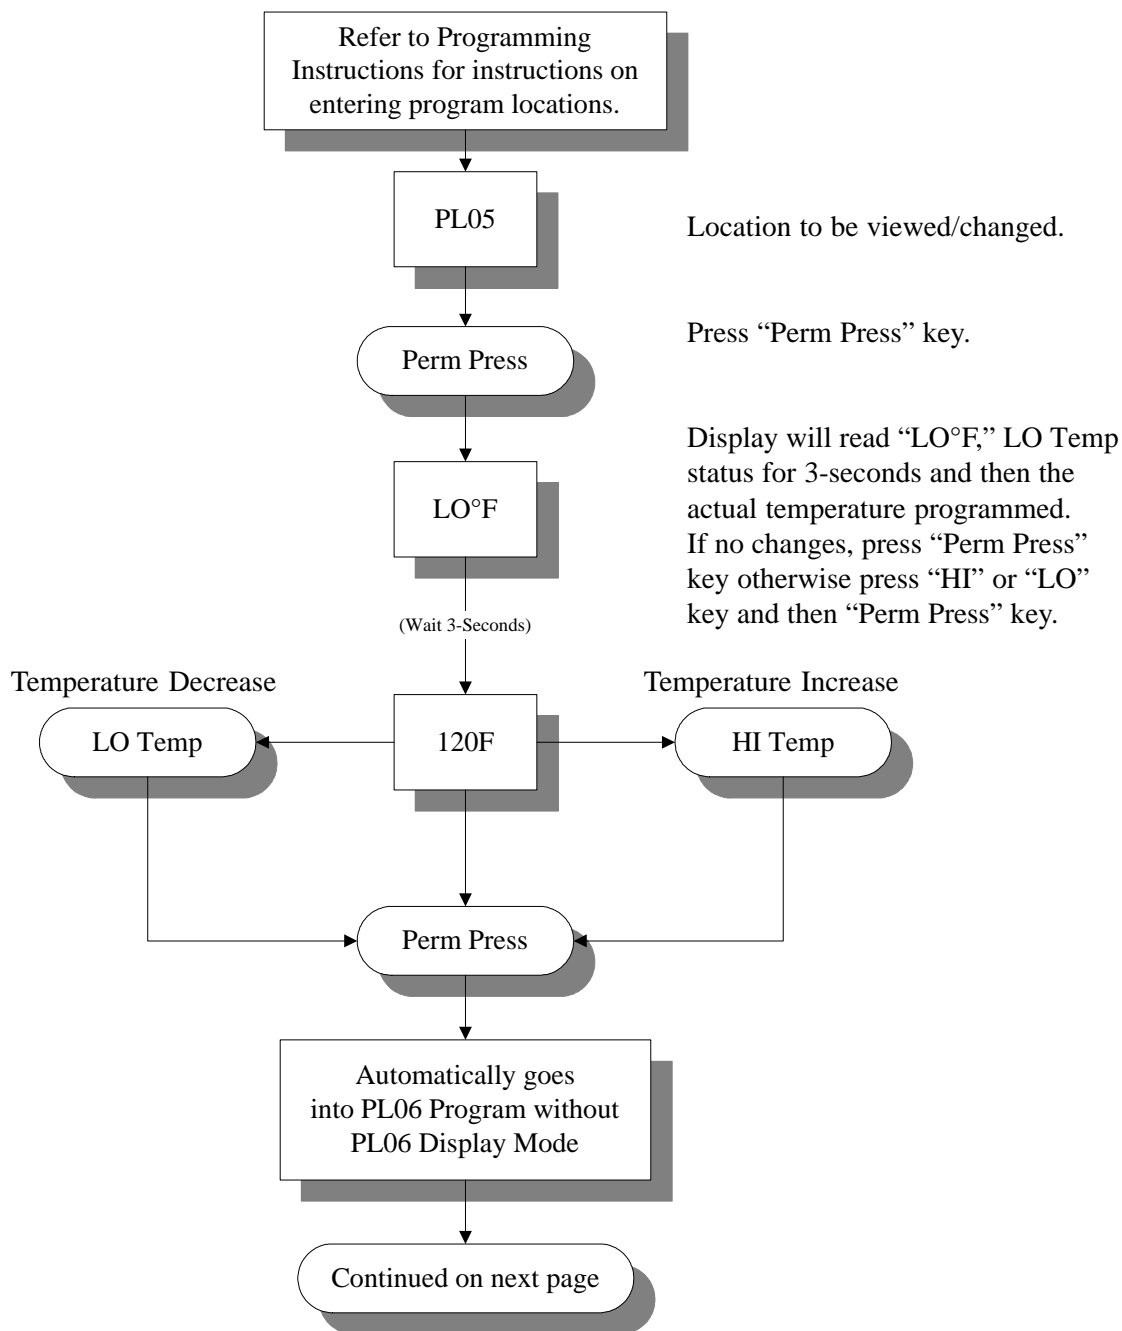 Refer to Programming
Instructions for instructions on
entering program locations.
PL05
Location to be viewed/changed.
Perm Press
Press “Perm Press” key.
LO°F
Display will read “LO°F,” LO Temp
status for 3-seconds and then the
actual temperature programmed.
If no changes, press “Perm Press”
key otherwise press “HI” or “LO”
key and then “Perm Press” key.
(Wait 3-Seconds)
Temperature Decrease
Temperature Increase
LO Temp
120F
HI Temp
Perm Press
Automatically goes
into PL06 Program without
PL06 Display Mode
Continued on next page